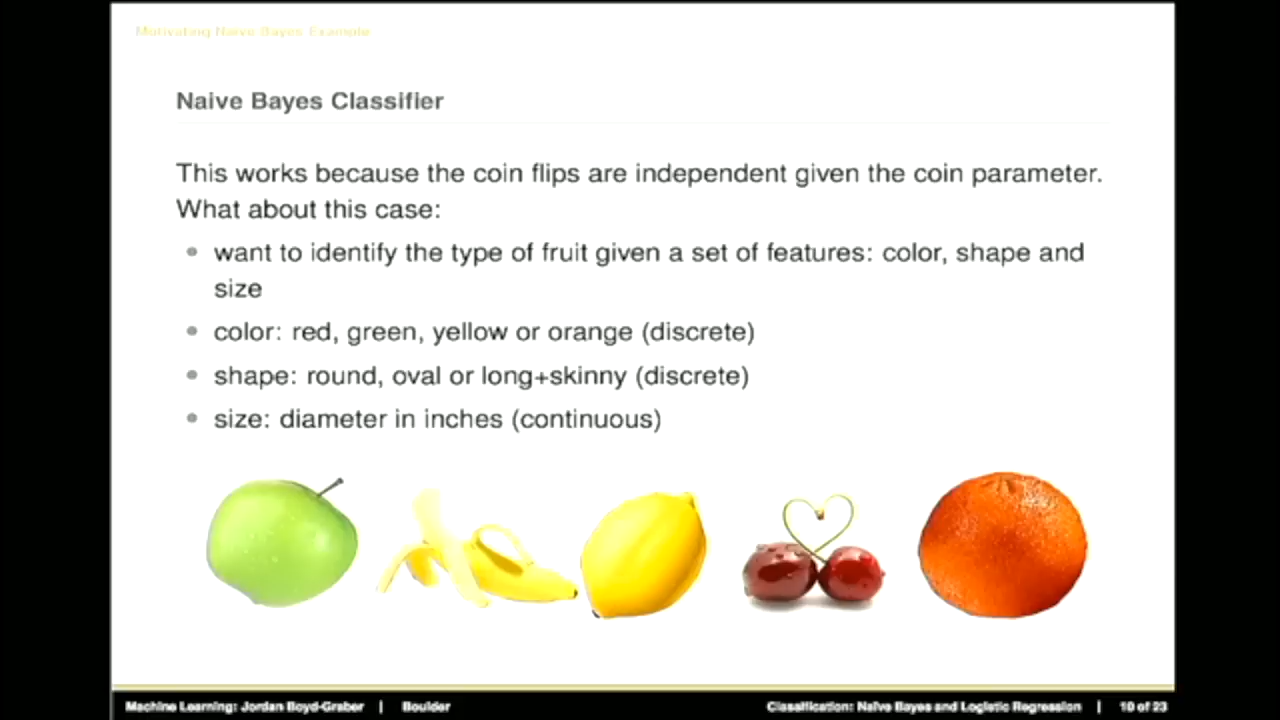 Motivating Naïve Bayes Example
Naive Bayes Classifier
This works because the coin flips are independent given the coin parameter.
What about this case:
• want to identify the type of fruit given a set of features: color, shape and
size
• color: red, green, yellow or orange (discrete)
• shape: round, oval or long+skinny (discrete)
• size: diameter in inches (continuous)
Machine Learning: Jordan Boyd-Graber | Boulder
Classification: Naïve Bayes and Logistic Regression | 10 of 23